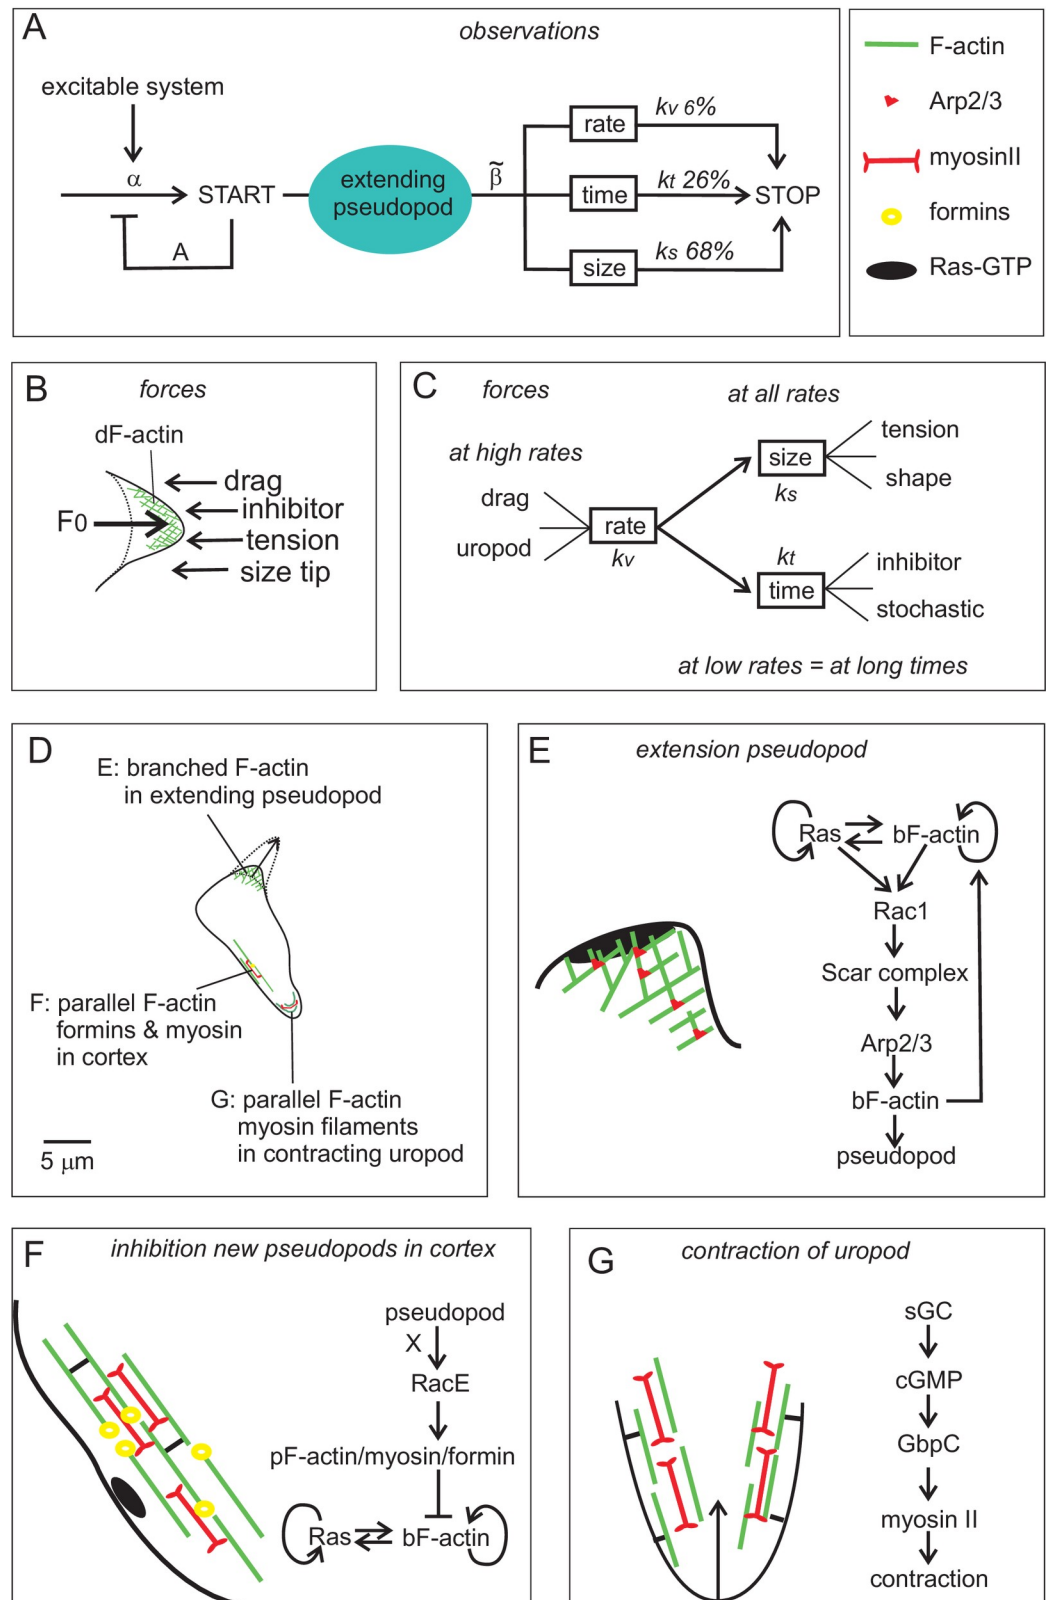 A
observations
excitable system
α
START
A
extending
pseudopod
β̃
rate
kv 6%
time
kt 26%
STOP
size
ks 68%
F-actin
Arp2/3
myosinII
formins
Ras-GTP
B
forces
dF-actin
F0
drag
inhibitor
tension
size tip
C
forces
at all rates
at high rates
drag
uropod
rate
kv
size
ks
tension
shape
kt
time
inhibitor
stochastic
at low rates = at long times
D
E: branched F-actin
in extending pseudopod
F: parallel F-actin
formins & myosin
in cortex
G: parallel F-actin
myosin filaments
in contracting uropod
5 μm
E
extension pseudopod
Ras
bF-actin
Rac1
Scar complex
Arp2/3
bF-actin
pseudopod
F
inhibition new pseudopods in cortex
pseudopod
X
RacE
pF-actin/myosin/formin
Ras
bF-actin
G
contraction of uropod
sGC
cGMP
GbpC
myosin II
contraction